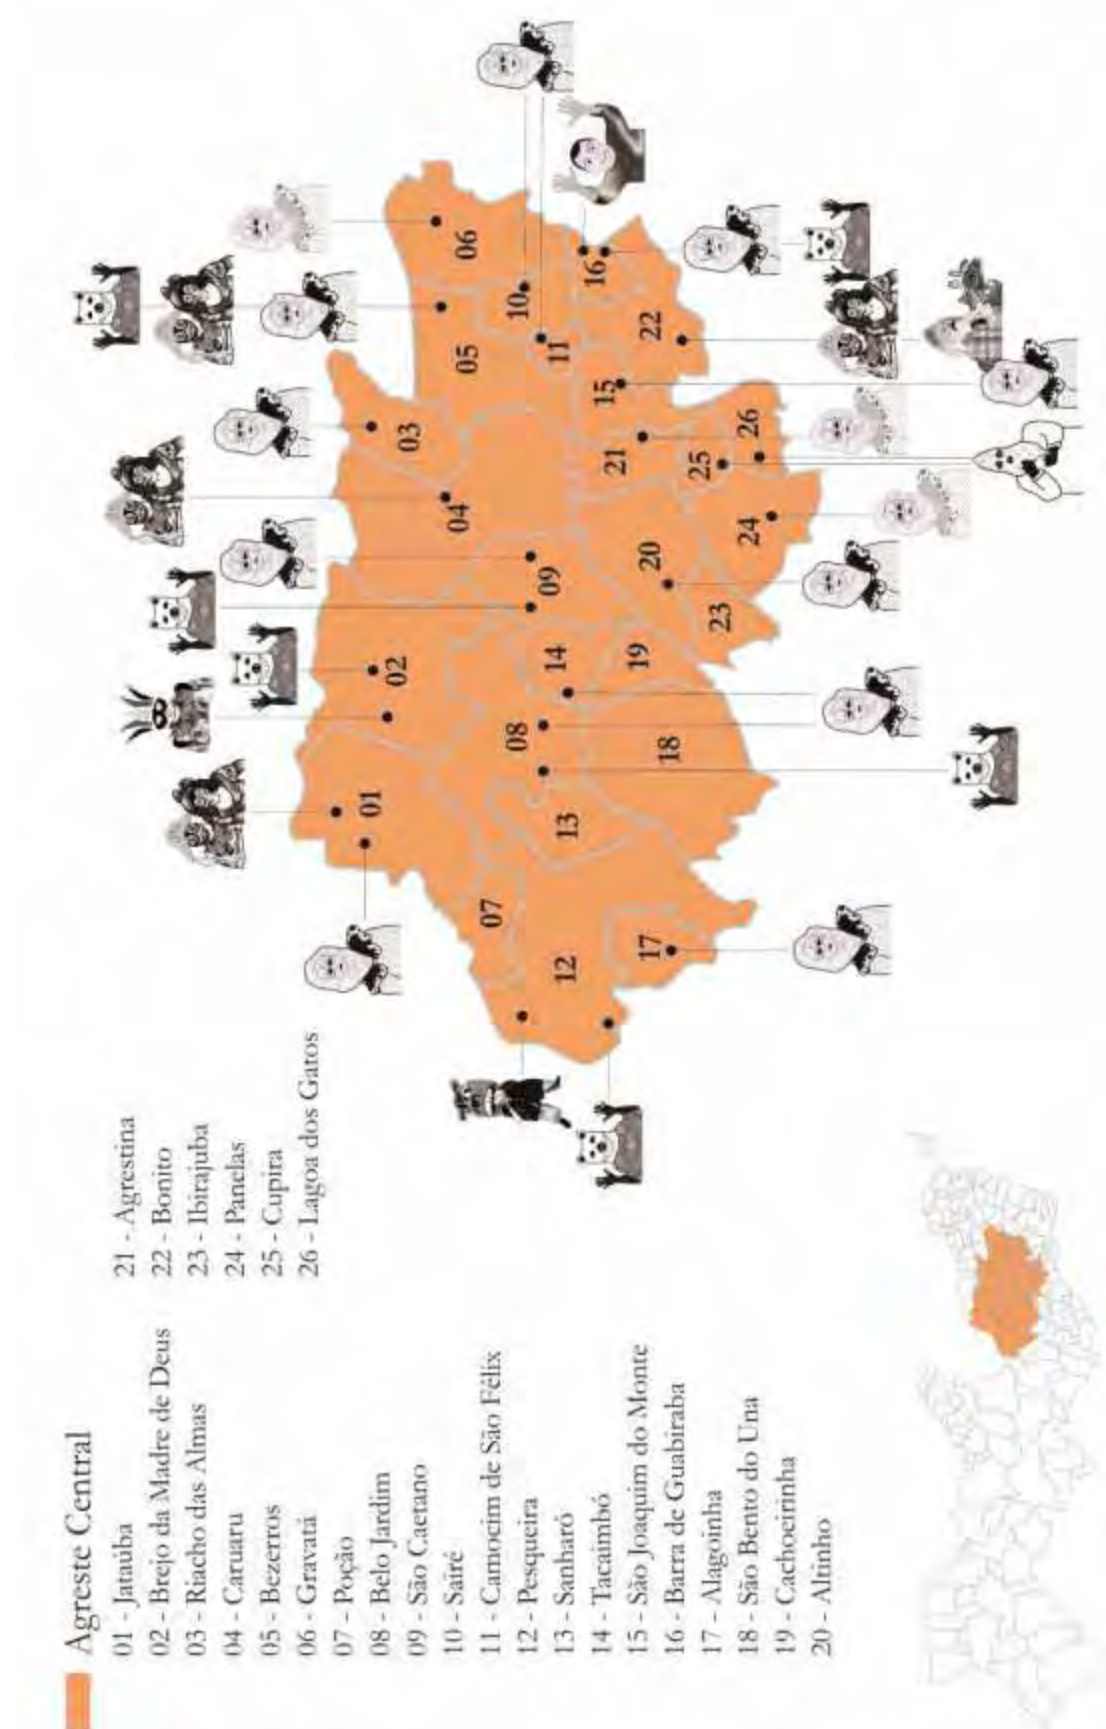 Agreste Central
01 - Jataúba
02 - Brejo da Madre de Deus
03 - Riacho das Almas
04 - Caruaru
05 - Bezerros
06 - Gravatá
07 - Poção
08 - Belo Jardim
09 - São Caetano
10 - Sairé
11 - Camocim de São Félix
12 - Pesqueira
13 - Sanharó
14 - Tacaimbó
15 - São Joaquim do Monte
16 - Barra de Guabiraba
17 - Alagoinha
18 - São Bento do Una
19 - Cachoeirinha
20 - Altinho
21 - Agrestina
22 - Bonito
23 - Ibirajuba
24 - Panelas
25 - Cupira
26 - Lagoa dos Gatos
01
02
03
04
05
06
07
08
10
09
14
11
12
13
16
15
21
19
17
20
22
18
25
23
24
26